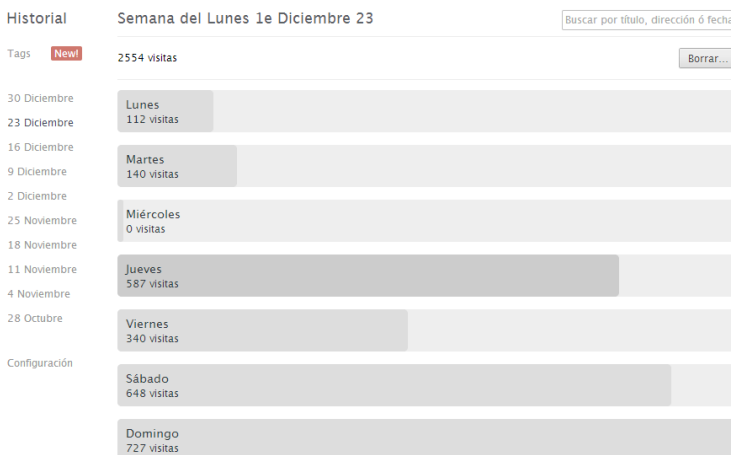 Historial
Tags New!
30 Diciembre
23 Diciembre
16 Diciembre
9 Diciembre
2 Diciembre
25 Noviembre
18 Noviembre
11 Noviembre
4 Noviembre
28 Octubre
Configuración
Semana del Lunes 1e Diciembre 23
Buscar por título, dirección ó fecha
2554 visitas
Borrar...
Lunes
112 visitas
Martes
140 visitas
Miércoles
0 visitas
Jueves
587 visitas
Viernes
340 visitas
Sábado
648 visitas
Domingo
727 visitas